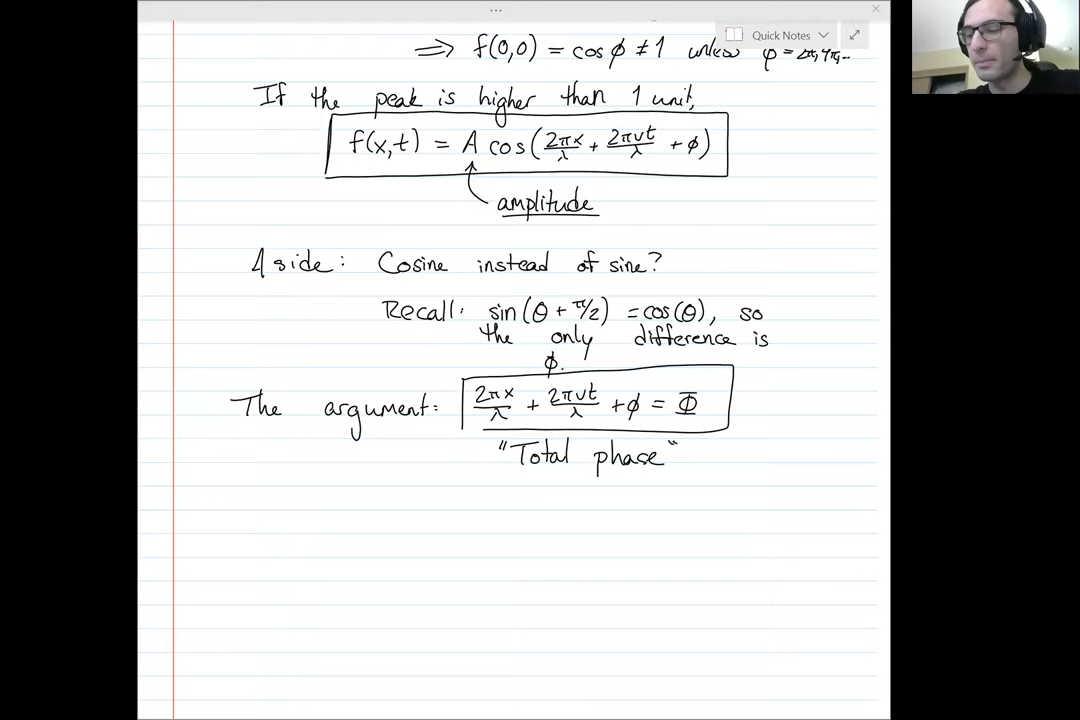 Quick Notes
⟹ f(0,0) = cos ϕ ≠ 1 unless φ = 2π, 4π, ...
If the peak is higher than 1 unit,
f(x,t) = A cos(2πx/λ + 2πvt/λ + ϕ)
amplitude
Aside: Cosine instead of sine?
Recall: sin(θ + π/2) = cos(θ), so
the only difference is
ϕ.
The argument: 2πx/λ + 2πvt/λ + ϕ = Φ
"Total phase"